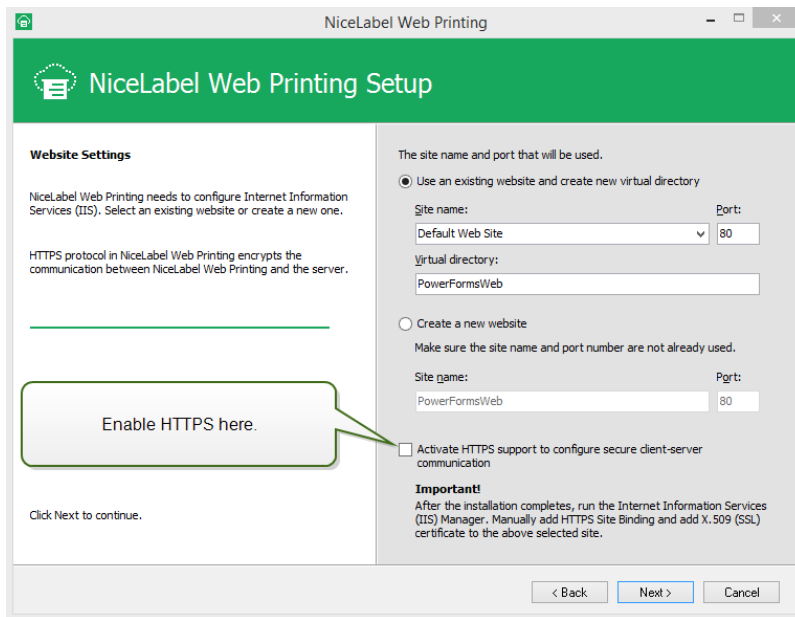 NiceLabel Web Printing
NiceLabel Web Printing Setup
Website Settings
NiceLabel Web Printing needs to configure Internet Information
Services (IIS). Select an existing website or create a new one.
HTTPS protocol in NiceLabel Web Printing encrypts the
communication between NiceLabel Web Printing and the server.
Enable HTTPS here.
Click Next to continue.
The site name and port that will be used.
Use an existing website and create new virtual directory
Site name: Port:
Default Web Site 80
Virtual directory:
PowerFormsWeb
Create a new website
Make sure the site name and port number are not already used.
Site name: Port:
PowerFormsWeb 80
Activate HTTPS support to configure secure client-server
communication
Important!
After the installation completes, run the Internet Information Services
(IIS) Manager. Manually add HTTPS Site Binding and add X.509 (SSL)
certificate to the above selected site.
< Back Next > Cancel